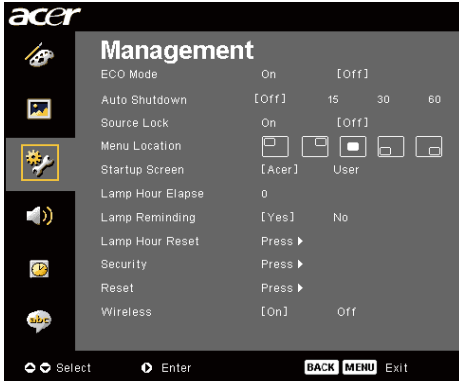 acer
Management
ECO Mode On [Off]
Auto Shutdown [Off] 15 30 60
Source Lock On [Off]
Menu Location
Startup Screen [Acer] User
Lamp Hour Elapse 0
Lamp Reminding [Yes] No
Lamp Hour Reset Press
Security Press
Reset Press
Wireless [On] Off
abc
Select Enter BACK MENU Exit